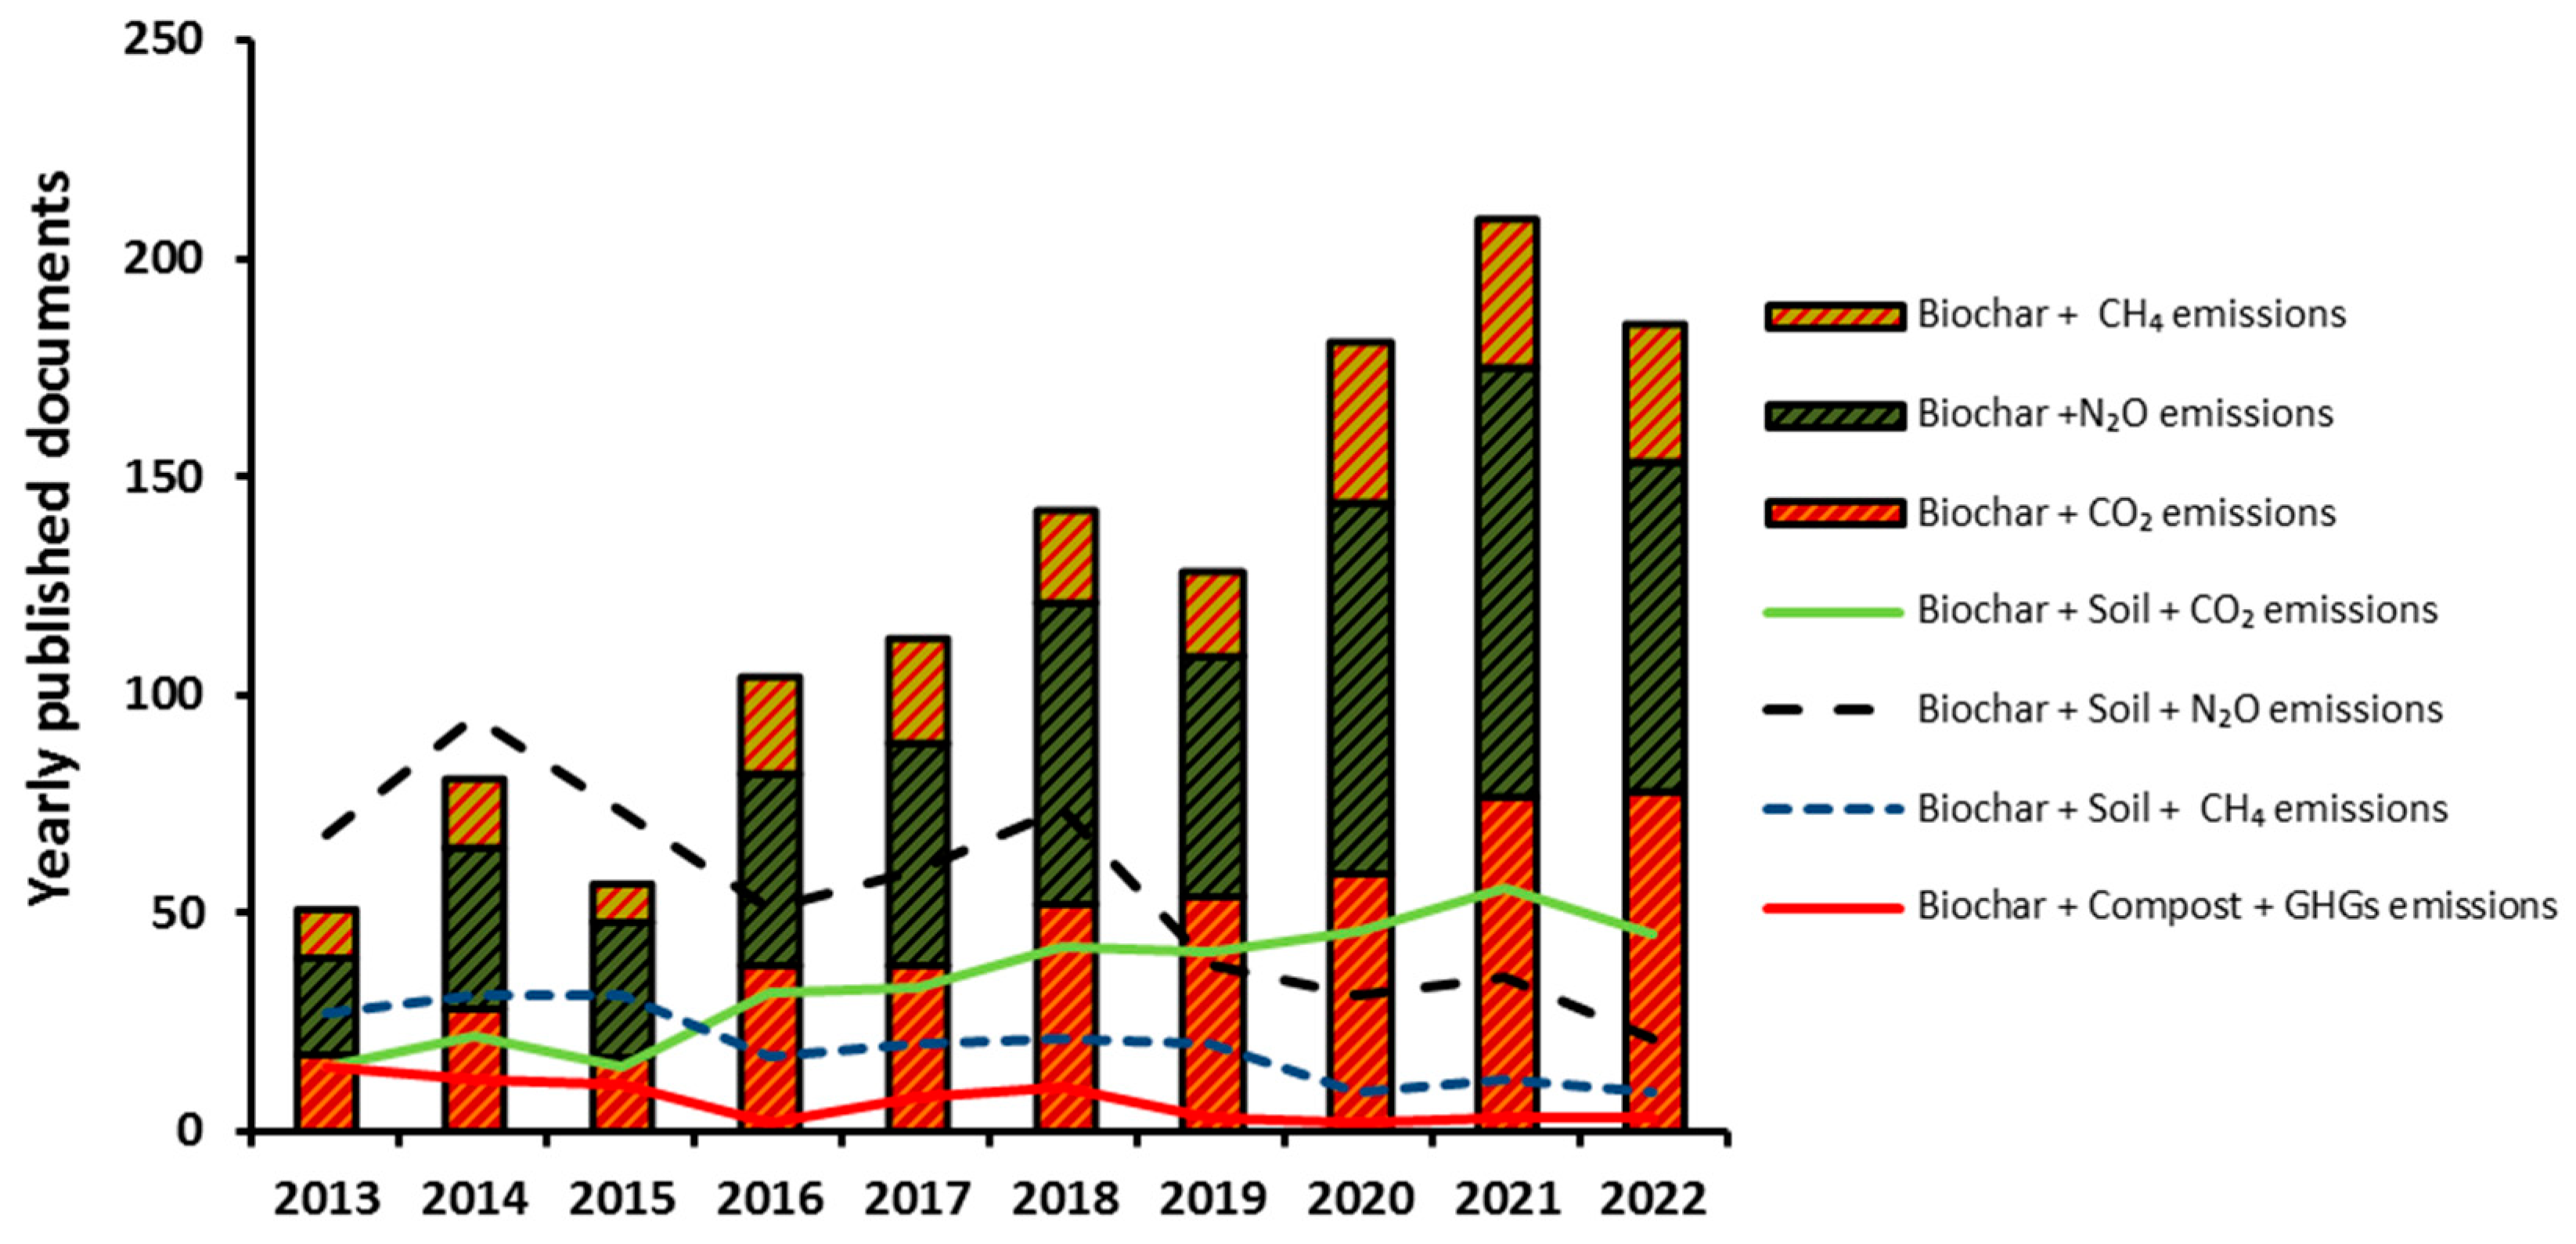 Yearly published documents
250
200
150
100
50
0
2013 2014 2015 2016 2017 2018 2019 2020 2021 2022
Biochar + CH₄ emissions
Biochar +N₂O emissions
Biochar + CO₂ emissions
Biochar + Soil + CO₂ emissions
Biochar + Soil + N₂O emissions
Biochar + Soil + CH₄ emissions
Biochar + Compost + GHGs emissions